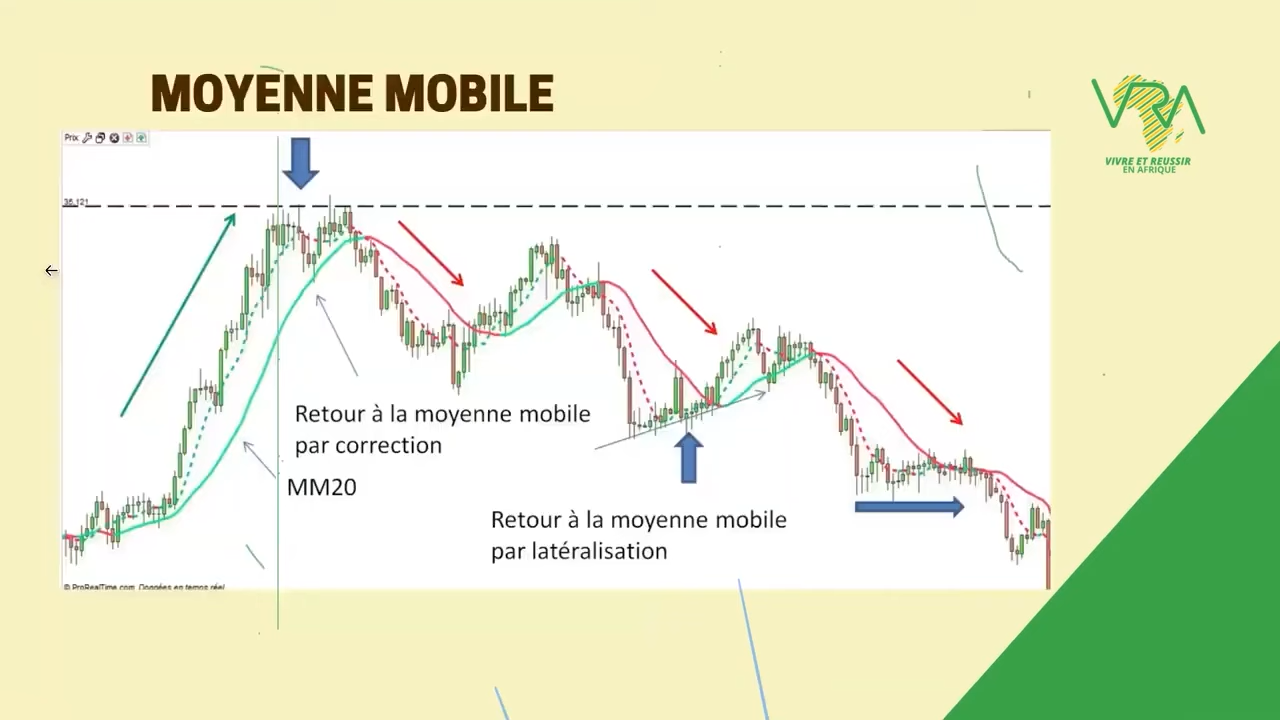 MOYENNE MOBILE
VRA
VIVRE ET REUSSIR
EN AFRIQUE
Prix
35,121
Retour à la moyenne mobile
par correction
MM20
Retour à la moyenne mobile
par latéralisation
© ProRealTime.com Données en temps réel